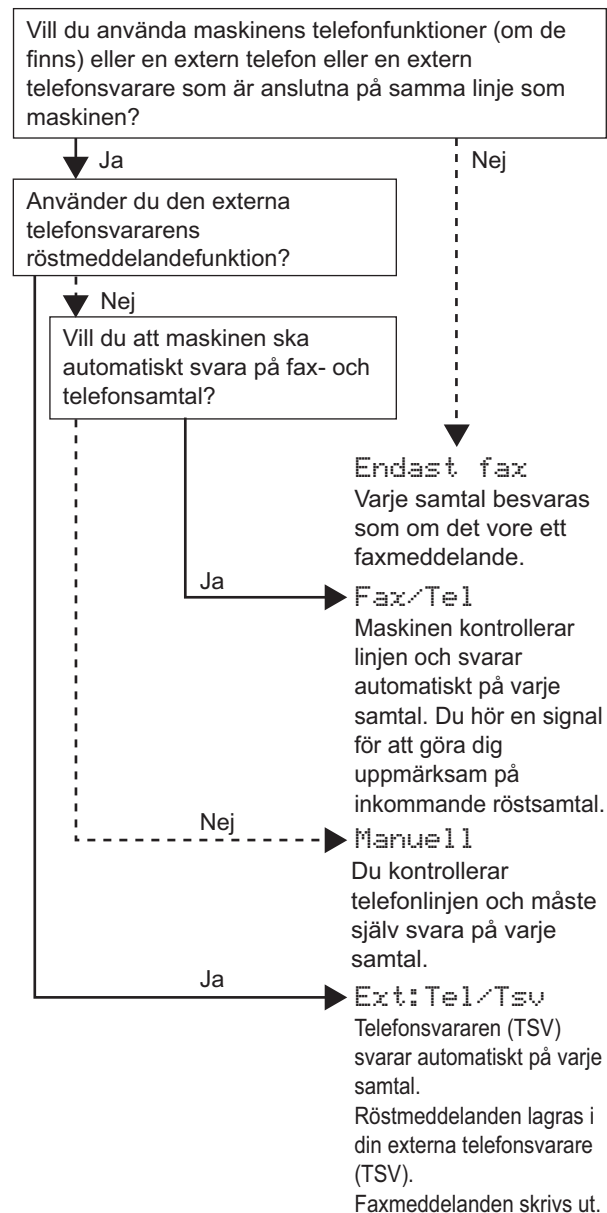 Vill du använda maskinens telefonfunktioner (om de
finns) eller en extern telefon eller en extern
telefonsvarare som är anslutna på samma linje som
maskinen?
Ja
Nej
Använder du den externa
telefonsvararens
röstmeddelandefunktion?
Nej
Vill du att maskinen ska
automatiskt svara på fax- och
telefonsamtal?
Endast fax
Varje samtal besvaras
som om det vore ett
faxmeddelande.
Ja
Fax/Tel
Maskinen kontrollerar
linjen och svarar
automatiskt på varje
samtal. Du hör en signal
för att göra dig
uppmärksam på
inkommande röstsamtal.
Nej
Manuell
Du kontrollerar
telefonlinjen och måste
själv svara på varje
samtal.
Ja
Ext:Tel/Tsv
Telefonsvararen (TSV)
svarar automatiskt på varje
samtal.
Röstmeddelanden lagras i
din externa telefonsvarare
(TSV).
Faxmeddelanden skrivs ut.